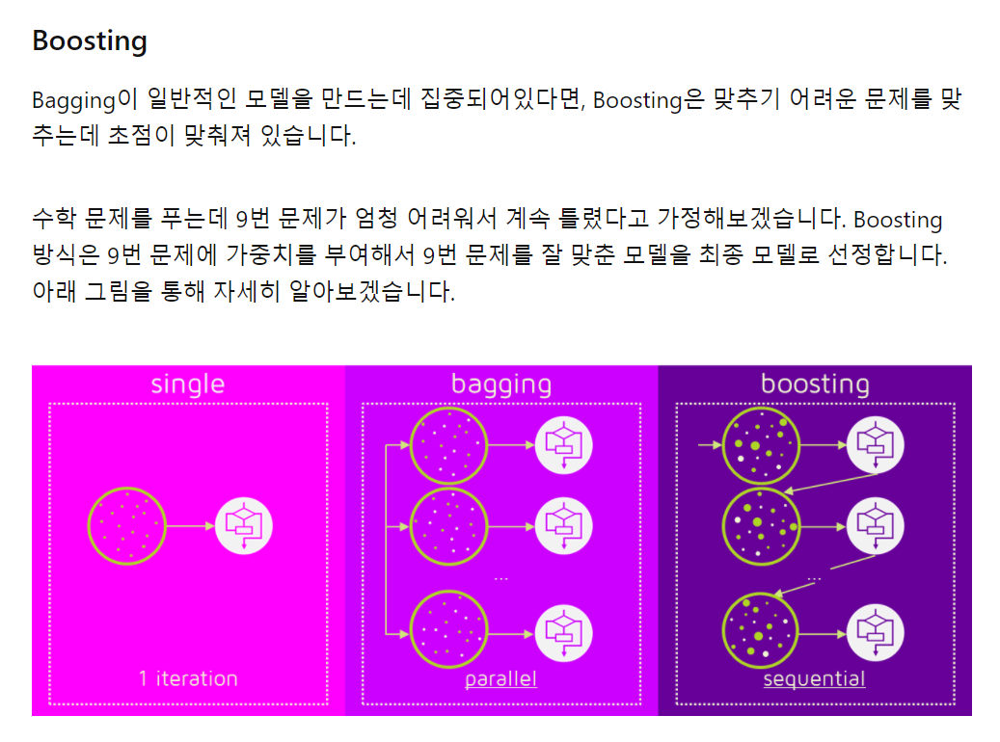 Boosting
Bagging이 일반적인 모델을 만드는데 집중되어있다면, Boosting은 맞추기 어려운 문제를 맞
추는데 초점이 맞춰져 있습니다.
수학 문제를 푸는데 9번 문제가 엄청 어려워서 계속 틀렸다고 가정해보겠습니다. Boosting
방식은 9번 문제에 가중치를 부여해서 9번 문제를 잘 맞춘 모델을 최종 모델로 선정합니다.
아래 그림을 통해 자세히 알아보겠습니다.
single
bagging
boosting
...
...
1 iteration
parallel
sequential